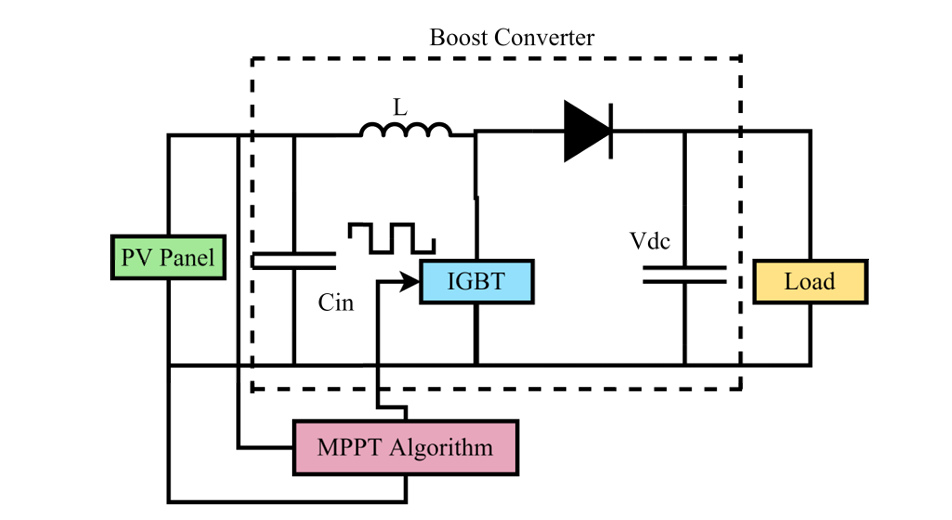 Boost Converter
L
PV Panel
Cin
IGBT
Vdc
Load
MPPT Algorithm